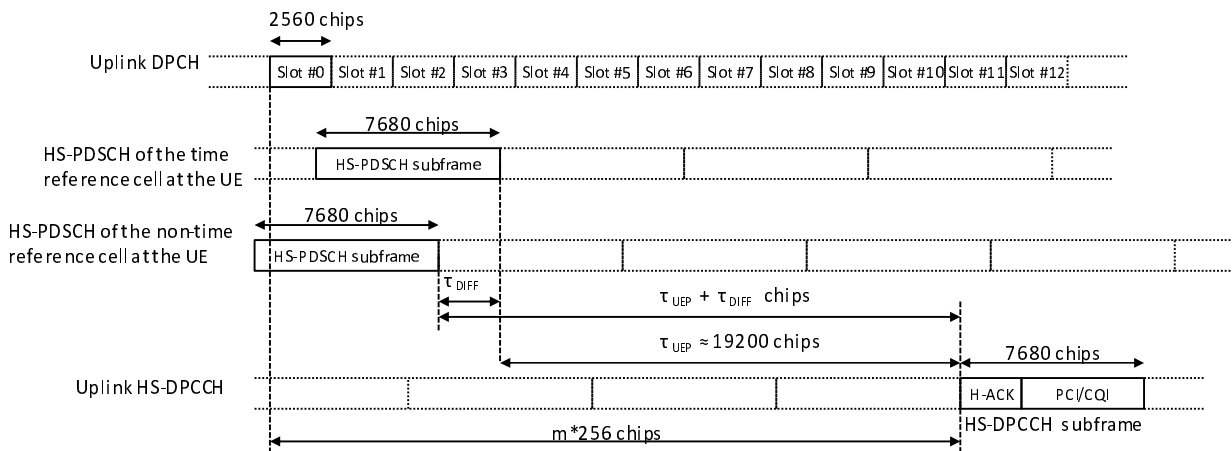 2560 chips
Uplink DPCH
Slot #0 Slot #1 Slot #2 Slot #3 Slot #4 Slot #5 Slot #6 Slot #7 Slot #8 Slot #9 Slot #10 Slot #11 Slot #12
7680 chips
HS-PDSCH of the time
reference cell at the UE
HS-PDSCH subframe
7680 chips
HS-PDSCH of the non-time
reference cell at the UE
HS-PDSCH subframe
τ DIFF
τ UEP + τ DIFF chips
τ UEP ≈ 19200 chips
7680 chips
Uplink HS-DPCCH
H-ACK PCI/CQI
HS-DPCCH subframe
m*256 chips